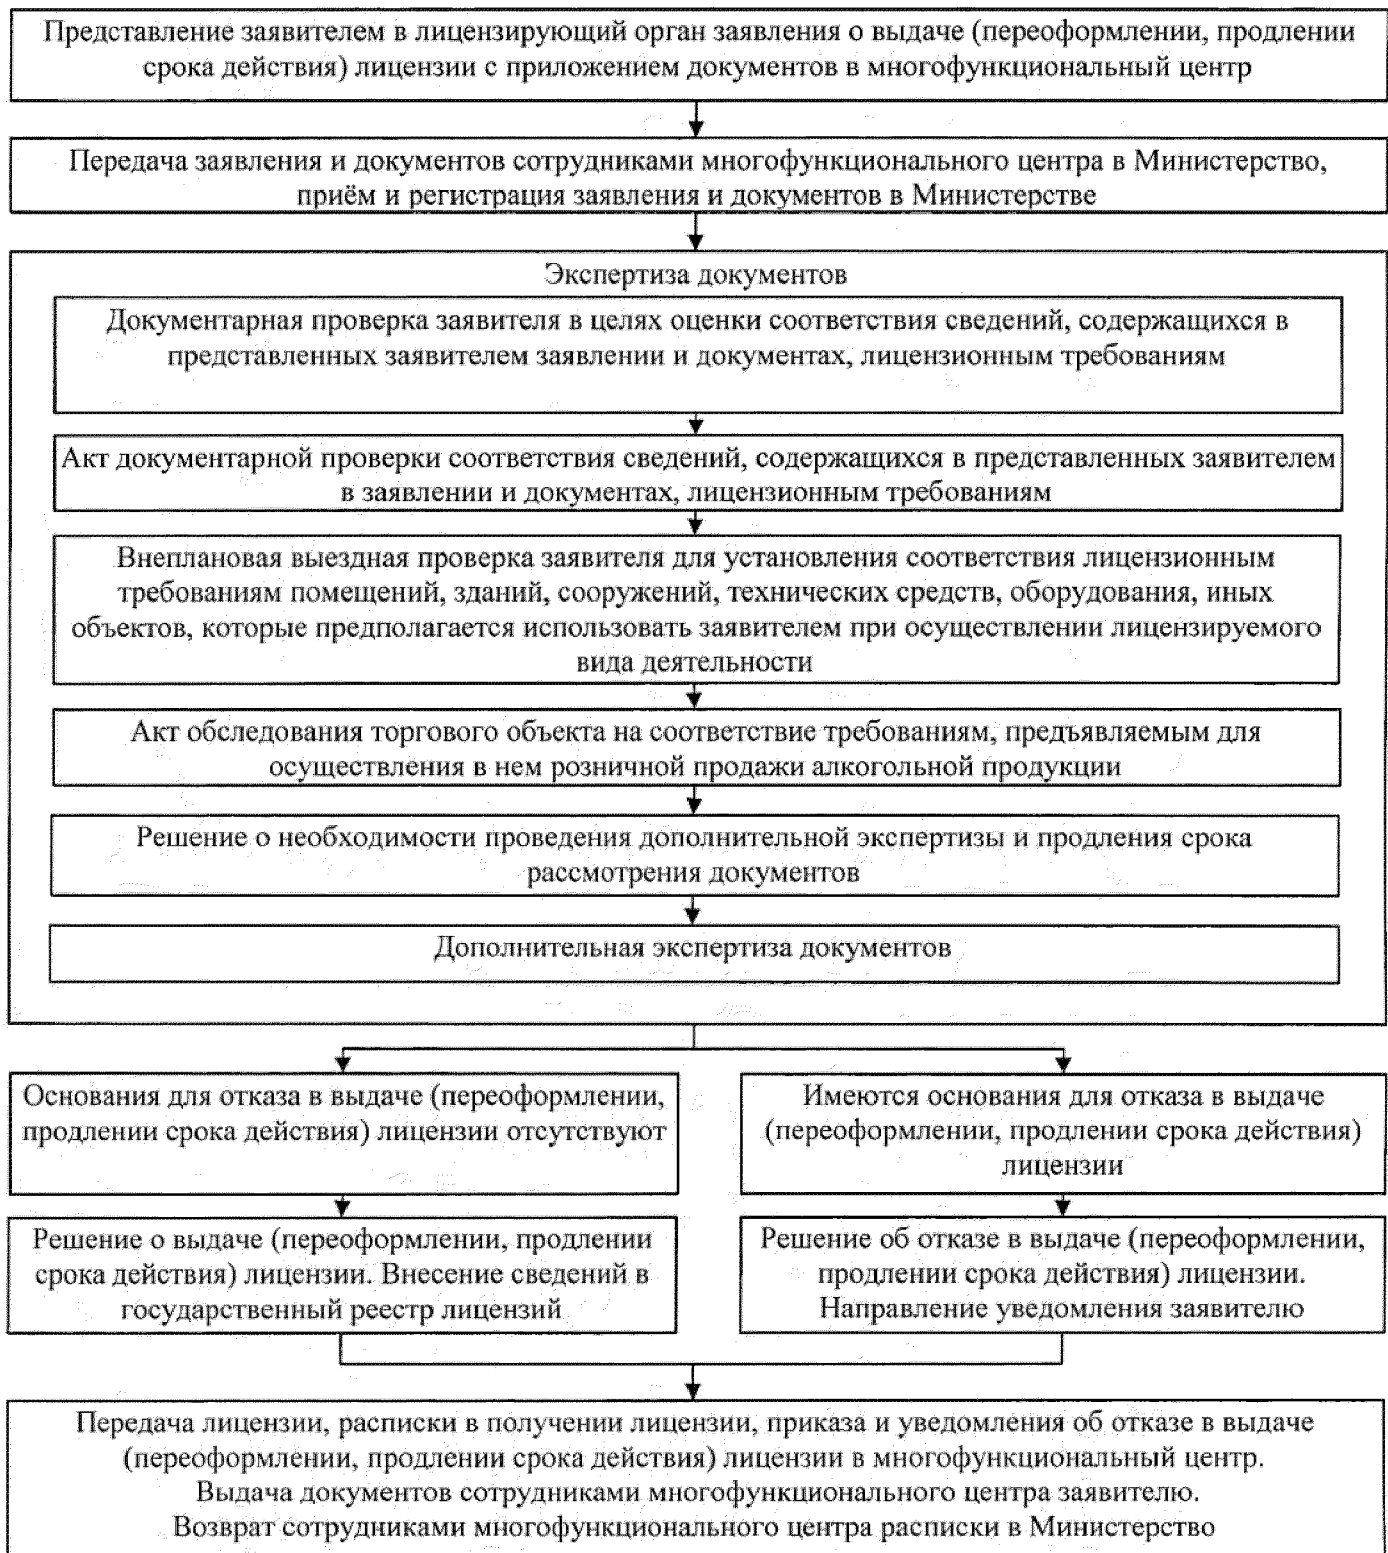 Представление заявителем в лицензирующий орган заявления о выдаче (переоформлении, продлении
срока действия) лицензии с приложением документов в многофункциональный центр
Передача заявления и документов сотрудниками многофункционального центра в Министерство,
приём и регистрация заявления и документов в Министерстве
Экспертиза документов
Документарная проверка заявителя в целях оценки соответствия сведений, содержащихся в
представленных заявителем заявлении и документах, лицензионным требованиям
Акт документарной проверки соответствия сведений, содержащихся в представленных заявителем
в заявлении и документах, лицензионным требованиям
Внеплановая выездная проверка заявителя для установления соответствия лицензионным
требованиям помещений, зданий, сооружений, технических средств, оборудования, иных
объектов, которые предполагается использовать заявителем при осуществлении лицензируемого
вида деятельности
Акт обследования торгового объекта на соответствие требованиям, предъявляемым для
осуществления в нем розничной продажи алкогольной продукции
Решение о необходимости проведения дополнительной экспертизы и продления срока
рассмотрения документов
Дополнительная экспертиза документов
Основания для отказа в выдаче (переоформлении,
продлении срока действия) лицензии отсутствуют
Имеются основания для отказа в выдаче
(переоформлении, продлении срока действия)
лицензии
Решение о выдаче (переоформлении, продлении
срока действия) лицензии. Внесение сведений в
государственный реестр лицензий
Решение об отказе в выдаче (переоформлении,
продлении срока действия) лицензии.
Направление уведомления заявителю
Передача лицензии, расписки в получении лицензии, приказа и уведомления об отказе в выдаче
(переоформлении, продлении срока действия) лицензии в многофункциональный центр.
Выдача документов сотрудниками многофункционального центра заявителю.
Возврат сотрудниками многофункционального центра расписки в Министерство